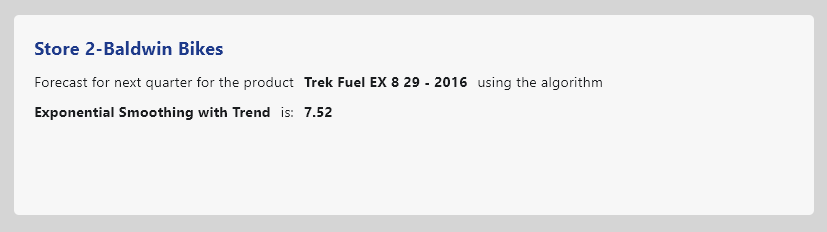 Store 2-Baldwin Bikes
Forecast for next quarter for the product Trek Fuel EX 8 29 - 2016 using the algorithm
Exponential Smoothing with Trend is: 7.52